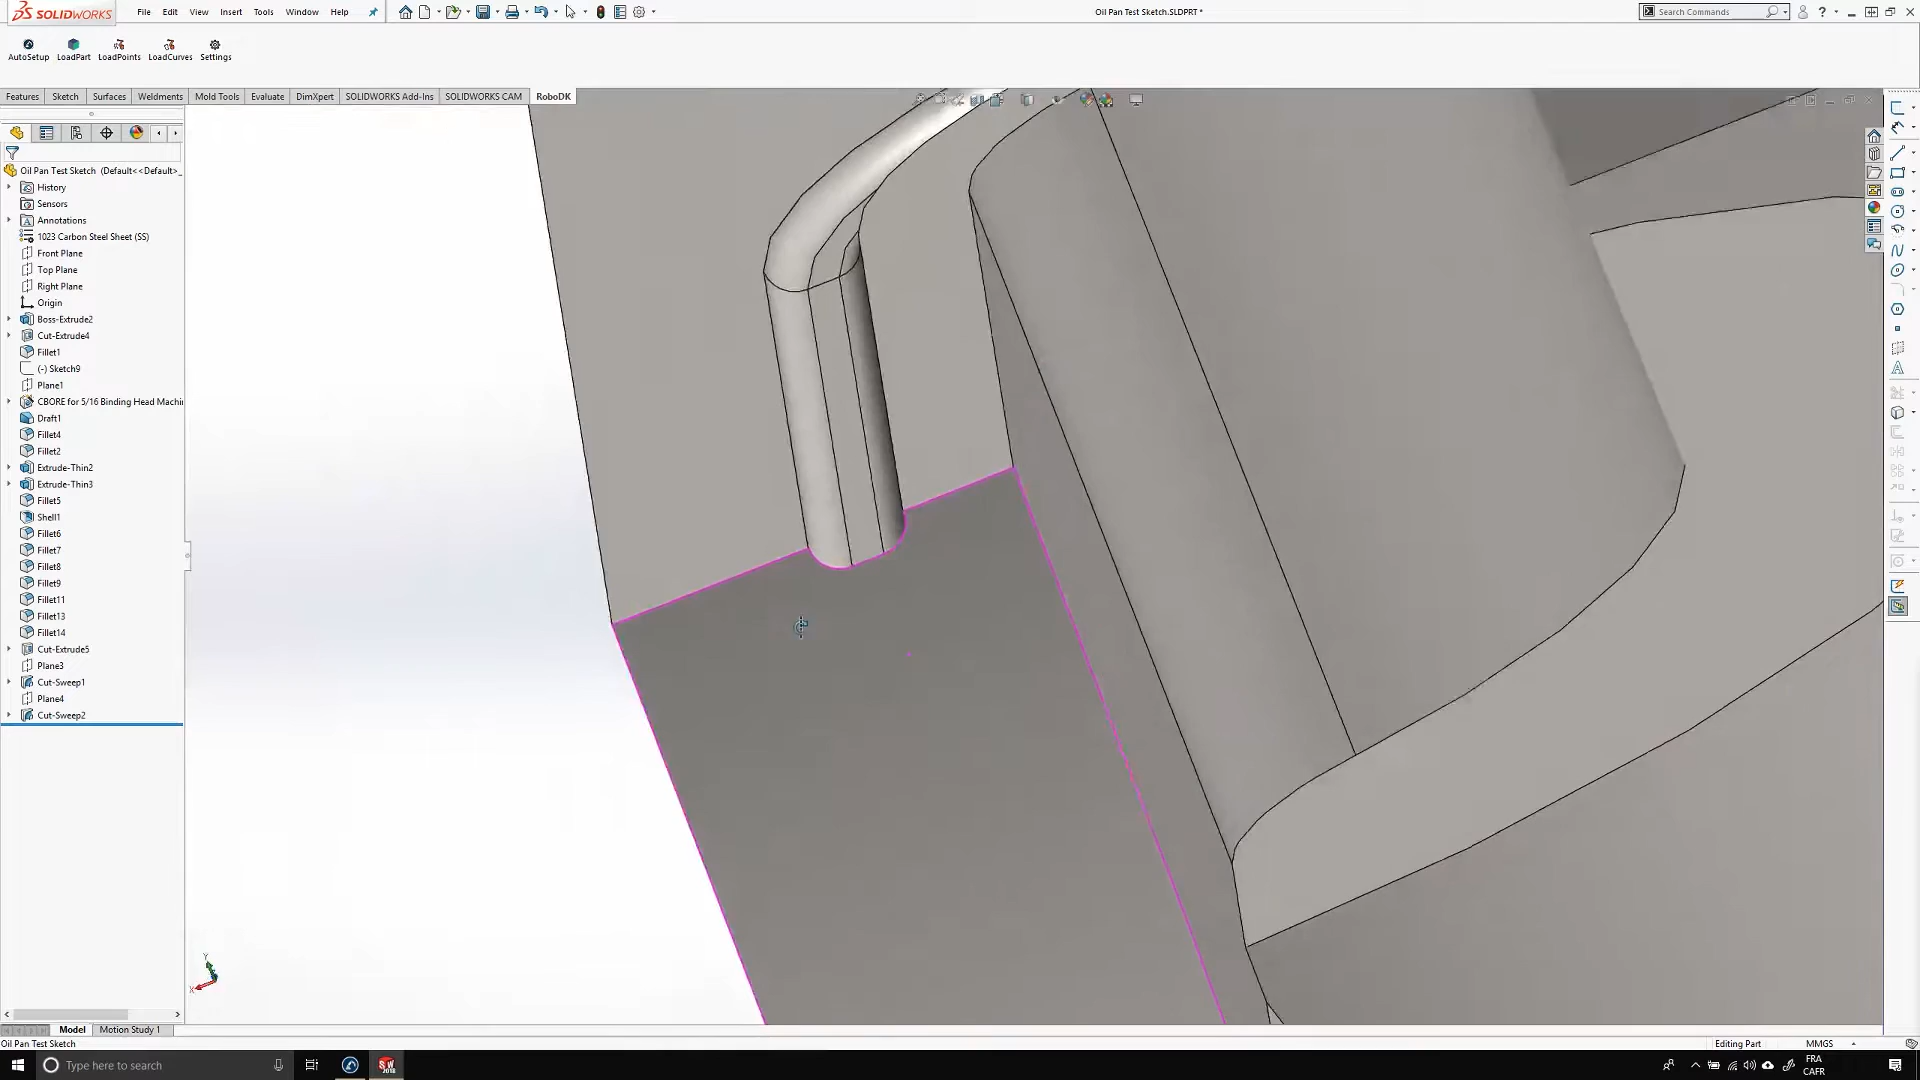 SOLIDWORKS File Edit View Insert Tools Window Help Oil Pan Test Sketch.SLDPRT * Search Commands ?
AutoSetup LoadPart LoadPoints LoadCurves Settings
Features Sketch Surfaces Weldments Mold Tools Evaluate DimXpert SOLIDWORKS Add-Ins SOLIDWORKS CAM RoboDK
Oil Pan Test Sketch (Default<<Default>_
History
Sensors
Annotations
1023 Carbon Steel Sheet (SS)
Front Plane
Top Plane
Right Plane
Origin
Boss-Extrude2
Cut-Extrude4
Fillet1
(-) Sketch9
Plane1
CBORE for 5/16 Binding Head Machi
Draft1
Fillet4
Fillet2
Extrude-Thin2
Extrude-Thin3
Fillet5
Shell1
Fillet6
Fillet7
Fillet8
Fillet9
Fillet11
Fillet13
Fillet14
Cut-Extrude5
Plane3
Cut-Sweep1
Plane4
Cut-Sweep2
Y
X
Model Motion Study 1
Oil Pan Test Sketch Editing Part MMGS
Type here to search
SW
2018
FRA
CAFR